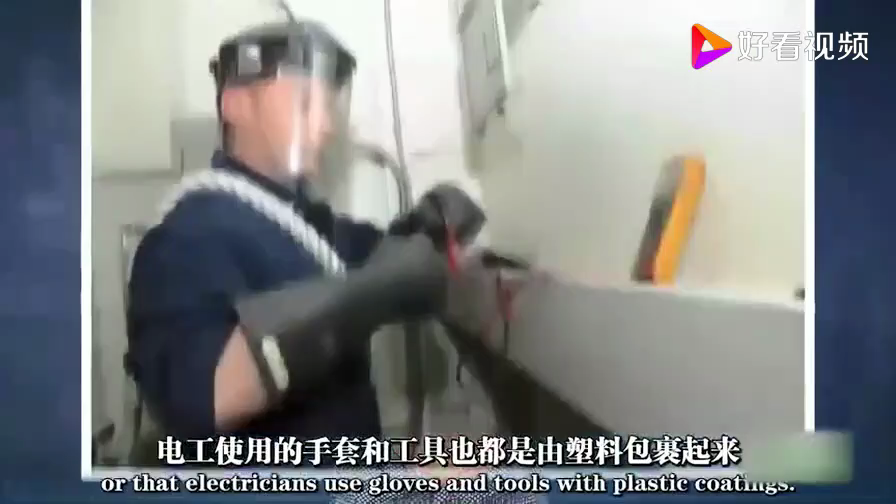 好看视频
电工使用的手套和工具也都是由塑料包裹起来
or that electricians use gloves and tools with plastic coatings.